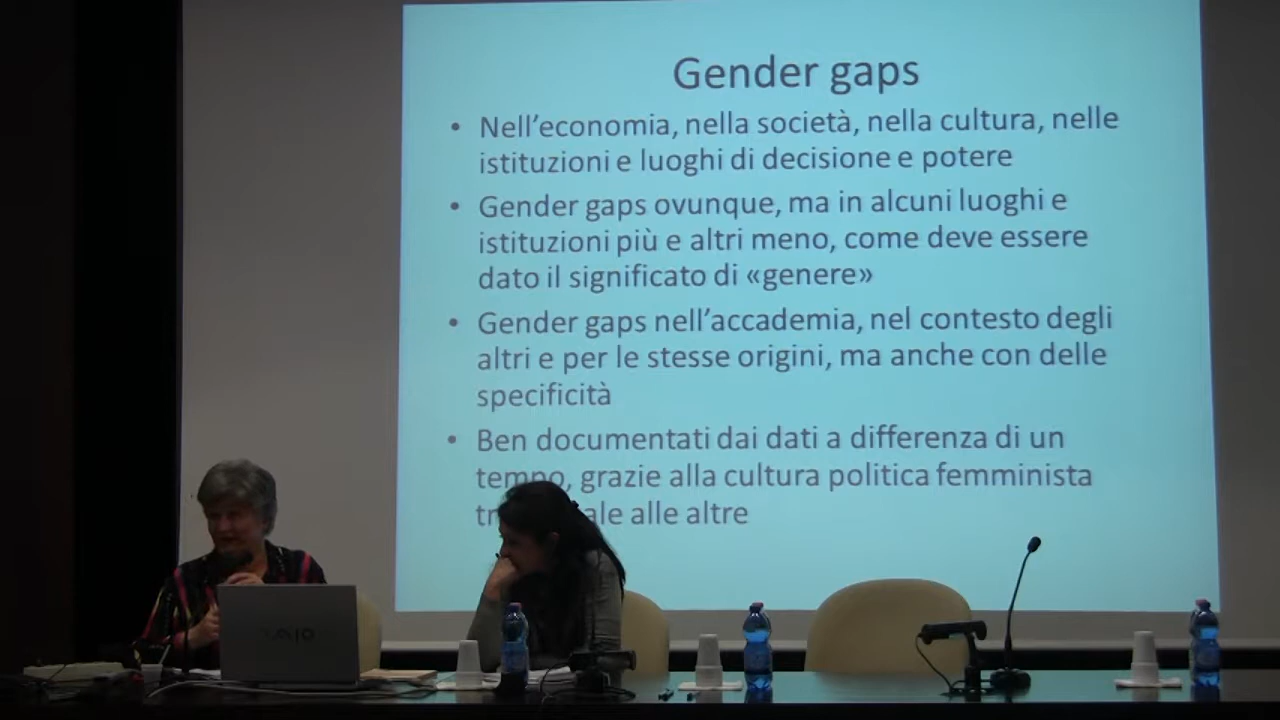 Gender gaps
• Nell'economia, nella società, nella cultura, nelle
istituzioni e luoghi di decisione e potere
• Gender gaps ovunque, ma in alcuni luoghi e
istituzioni più e altri meno, come deve essere
dato il significato di «genere»
• Gender gaps nell'accademia, nel contesto degli
altri e per le stesse origini, ma anche con delle
specificità
• Ben documentati dai dati a differenza di un
tempo, grazie alla cultura politica femminista
alle altre
VAIO